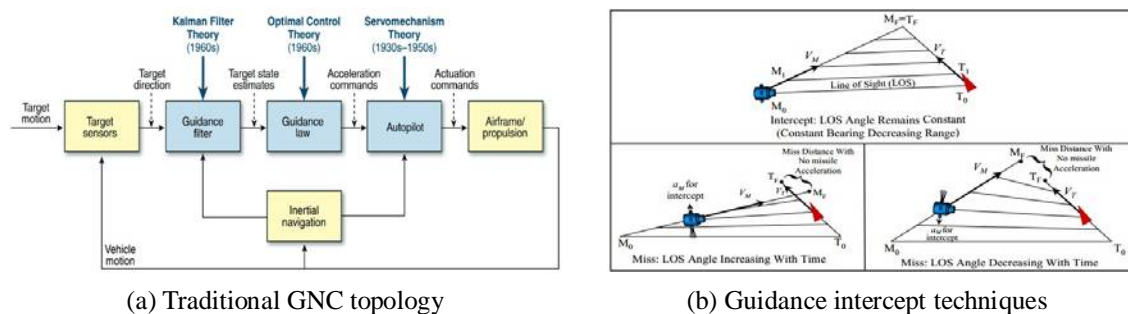 Kalman Filter
Theory
(1960s)
Optimal Control
Theory
(1960s)
Servomechanism
Theory
(1930s–1950s)
Target
direction
Target state
estimates
Acceleration
commands
Actuation
commands
Target
motion
Target
sensors
Guidance
filter
Guidance
law
Autopilot
Airframe/
propulsion
Inertial
navigation
Vehicle
motion
(a) Traditional GNC topology
M_F=T_F
V_M
V_T
M_1
T_1
Line of Sight (LOS)
M_0
T_0
Intercept: LOS Angle Remains Constant
(Constant Bearing Decreasing Range)
Miss Distance With
No missile
Acceleration
T_F
a_M for
intercept
V_M
V_T
M_F
M_0
T_0
Miss: LOS Angle Increasing With Time
Miss Distance With
No missile
Acceleration
M_F
V_M
T_F
V_T
a_M for
intercept
M_0
T_0
Miss: LOS Angle Decreasing With Time
(b) Guidance intercept techniques